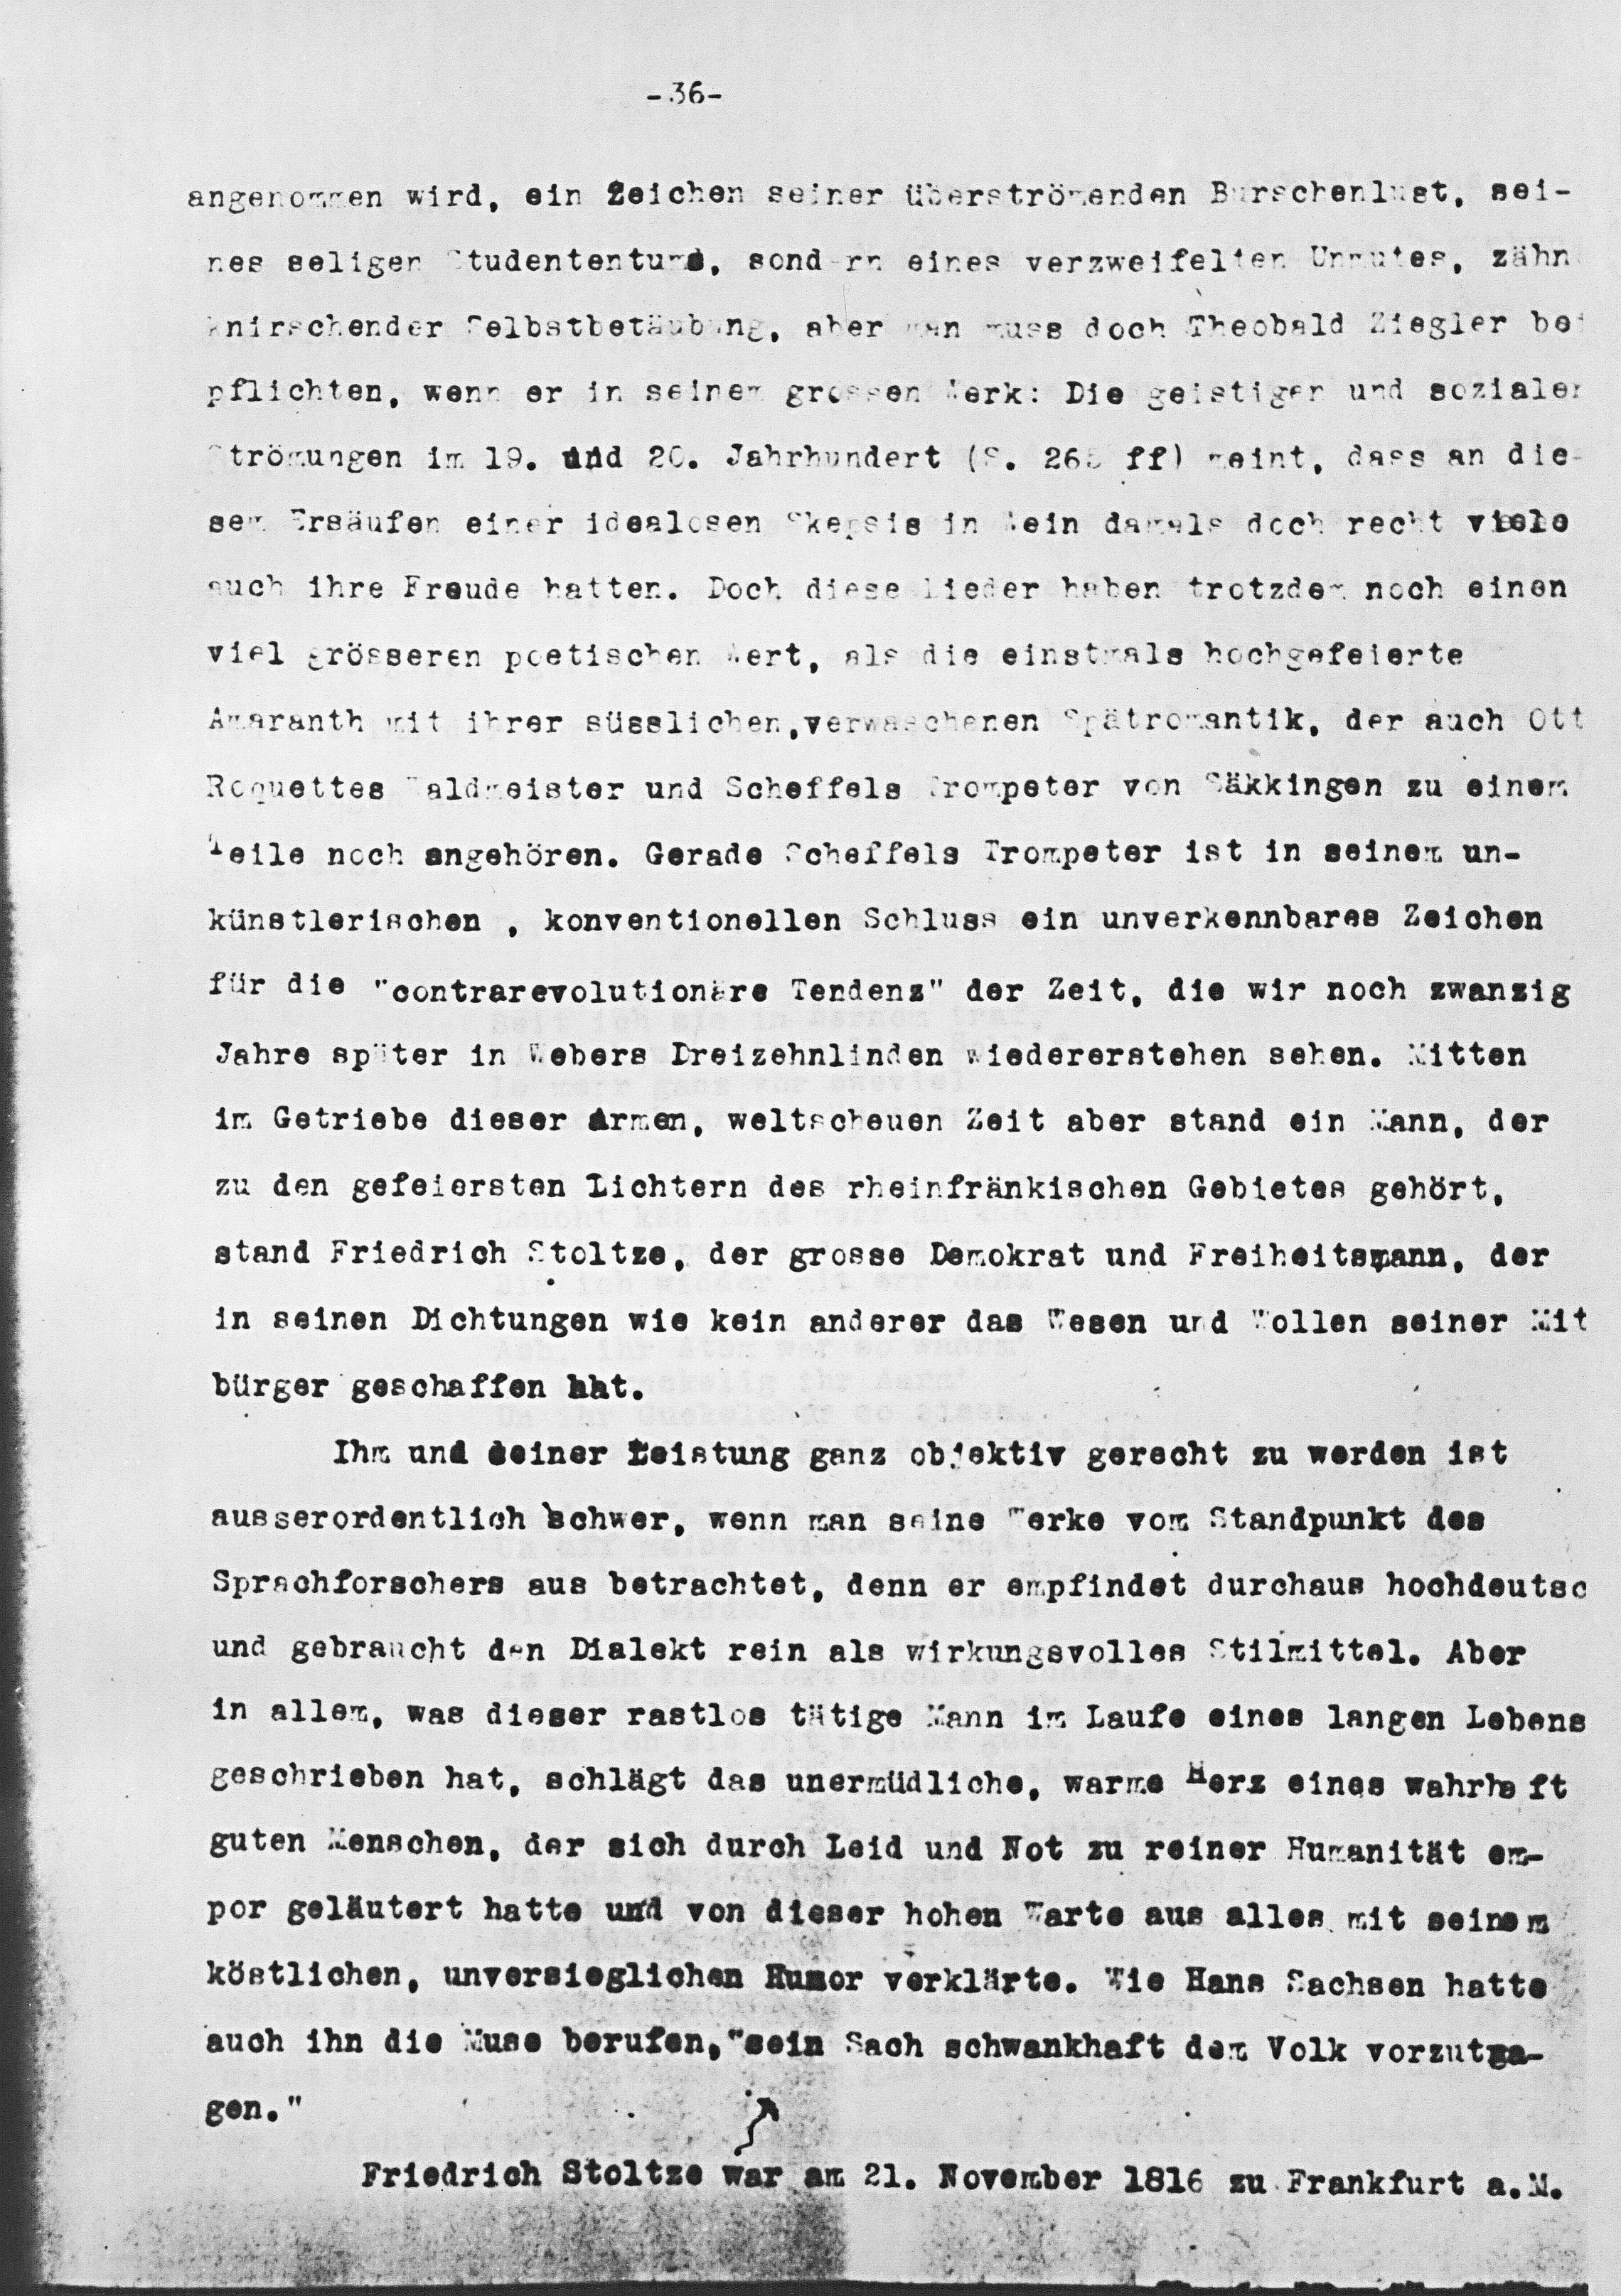 -36-
angenommen wird, ein Zeichen seiner überströmenden Burschenlust, sei-
nes seligen Studententums, sondern eines verzweifelten Unmutes, zähn
knirschender Selbstbetäubung, aber man muss doch Theobald Ziegler bei
pflichten, wenn er in seinem grossen Werk: Die geistigen und sozialen
Strömungen im 19. und 20. Jahrhundert (S. 265 ff) meint, dass an die-
sem Ersäufen einer idealosen Skepsis in Wein damals doch recht viele
auch ihre Freude hatten. Doch diese Lieder haben trotzdem noch einen
viel grösseren poetischen Wert, als die einstmals hochgefeierte
Amaranth mit ihrer süsslichen,verwaschenen Spätromantik, der auch Ott
Roquettes Waldmeister und Scheffels Trompeter von Säkkingen zu einem
Teile noch angehören. Gerade Scheffels Trompeter ist in seinem un-
künstlerischen , konventionellen Schluss ein unverkennbares Zeichen
für die "contrarevolutionäre Tendenz" der Zeit, die wir noch zwanzig
Jahre später in Webers Dreizehnlinden wiedererstehen sehen. Mitten
im Getriebe dieser armen, weltscheuen Zeit aber stand ein Mann, der
zu den gefeiersten Lichtern des rheinfränkischen Gebietes gehört,
stand Friedrich Stoltze, der grosse Demokrat und Freiheitsmann, der
in seinen Dichtungen wie kein anderer das Wesen und Wollen seiner Mit
bürger geschaffen hat.
Ihm und seiner Leistung ganz objektiv gerecht zu werden ist
ausserordentlich schwer, wenn man seine Werke vom Standpunkt des
Sprachforschers aus betrachtet, denn er empfindet durchaus hochdeutsc
und gebraucht den Dialekt rein als wirkungsvolles Stilmittel. Aber
in allem, was dieser rastlos tätige Mann im Laufe eines langen Lebens
geschrieben hat, schlägt das unermüdliche, warme Herz eines wahrhaft
guten Menschen, der sich durch Leid und Not zu reiner Humanität em-
por geläutert hatte und von dieser hohen Warte aus alles mit seinem
köstlichen, unversieglichen Humor verklärte. Wie Hans Sachsen hatte
auch ihn die Muse berufen,"sein Sach schwankhaft dem Volk vorzutra-
gen."
Friedrich Stoltze war am 21. November 1816 zu Frankfurt a.M.